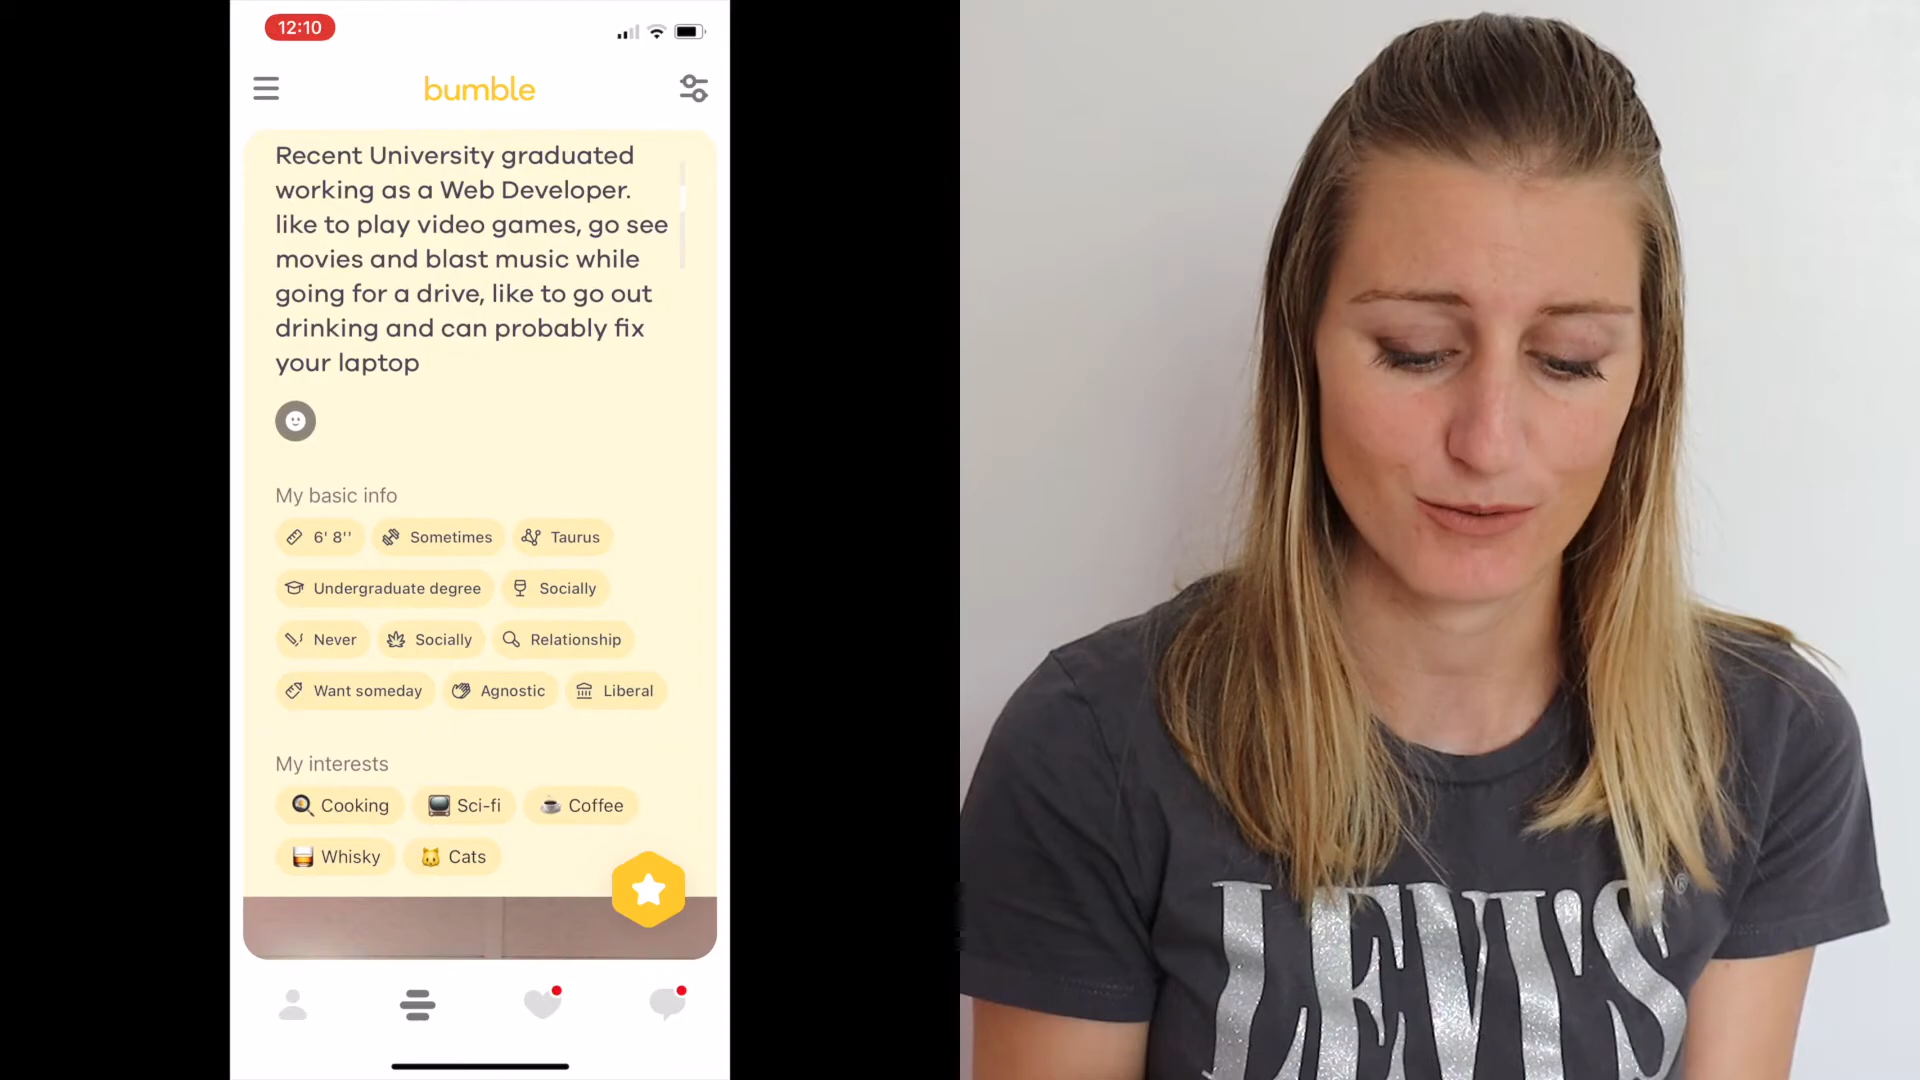 12:10
bumble
Recent University graduated
working as a Web Developer.
like to play video games, go see
movies and blast music while
going for a drive, like to go out
drinking and can probably fix
your laptop
My basic info
6' 8''
Sometimes
Taurus
Undergraduate degree
Socially
Never
Socially
Relationship
Want someday
Agnostic
Liberal
My interests
Cooking
Sci-fi
Coffee
Whisky
Cats
LEVI'S®